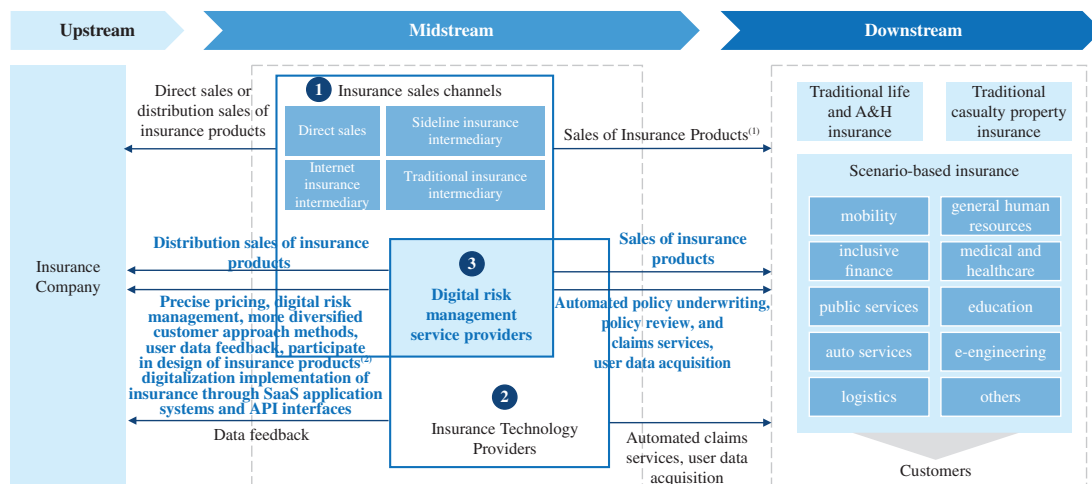 Upstream
Midstream
Downstream
Insurance
Company
Direct sales or
distribution sales of
insurance products
1
Insurance sales channels
Direct sales
Sideline insurance
intermediary
Internet
insurance
intermediary
Traditional insurance
intermediary
Sales of Insurance Products(1)
Distribution sales of insurance
products
3
Digital risk
management
service providers
Sales of insurance
products
Precise pricing, digital risk
management, more diversified
customer approach methods,
user data feedback, participate
in design of insurance products(2)
digitalization implementation of
insurance through SaaS application
systems and API interfaces
Automated policy underwriting,
policy review, and
claims services,
user data acquisition
Data feedback
2
Insurance Technology
Providers
Automated claims
services, user data
acquisition
Traditional life
and A&H
insurance
Traditional
casualty property
insurance
Scenario-based insurance
mobility
general human
resources
inclusive
finance
medical and
healthcare
public services
education
auto services
e-engineering
logistics
others
Customers